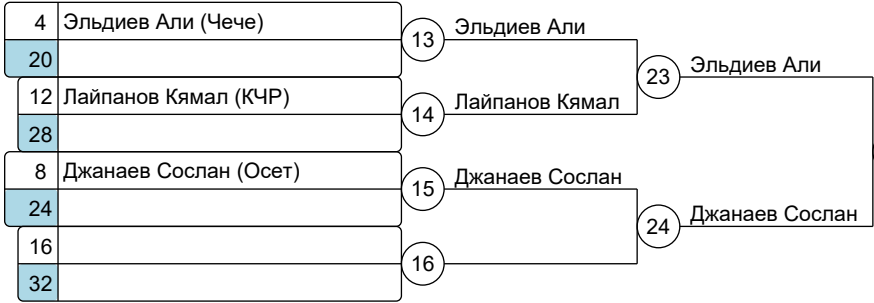 4 Эльдиев Али (Чече)
20
13 Эльдиев Али
12 Лайпанов Кямал (КЧР)
28
14 Лайпанов Кямал
23 Эльдиев Али
8 Джанаев Сослан (Осет)
24
15 Джанаев Сослан
16
32
16
24 Джанаев Сослан